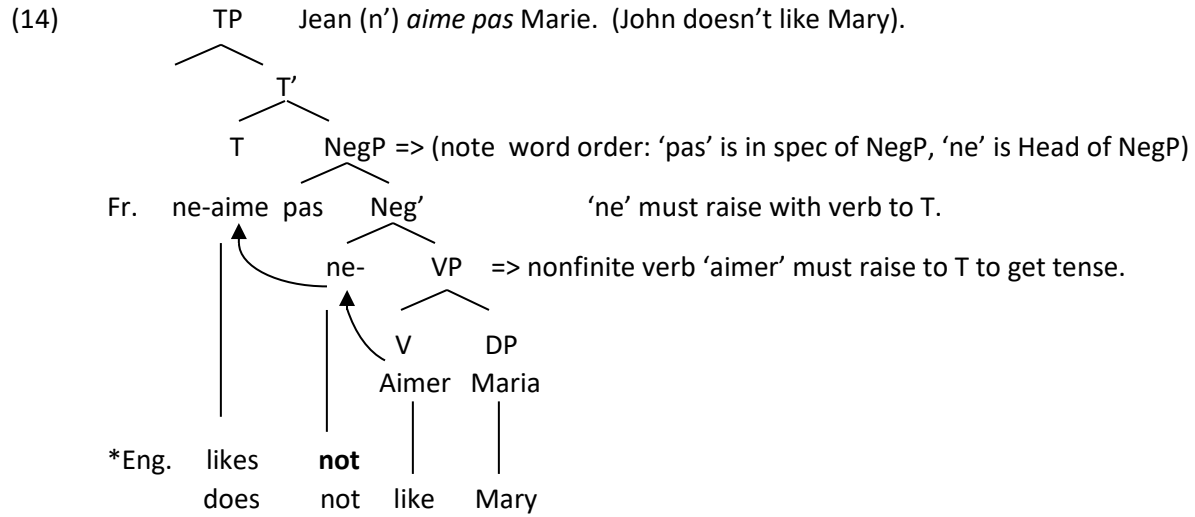 (14) TP Jean (n’) aime pas Marie. (John doesn’t like Mary).
T’
T NegP => (note word order: ‘pas’ is in spec of NegP, ‘ne’ is Head of NegP)
Fr. ne-aime pas Neg’ ‘ne’ must raise with verb to T.
ne- VP => nonfinite verb ‘aimer’ must raise to T to get tense.
V DP
Aimer Maria
*Eng. likes not
does not like Mary